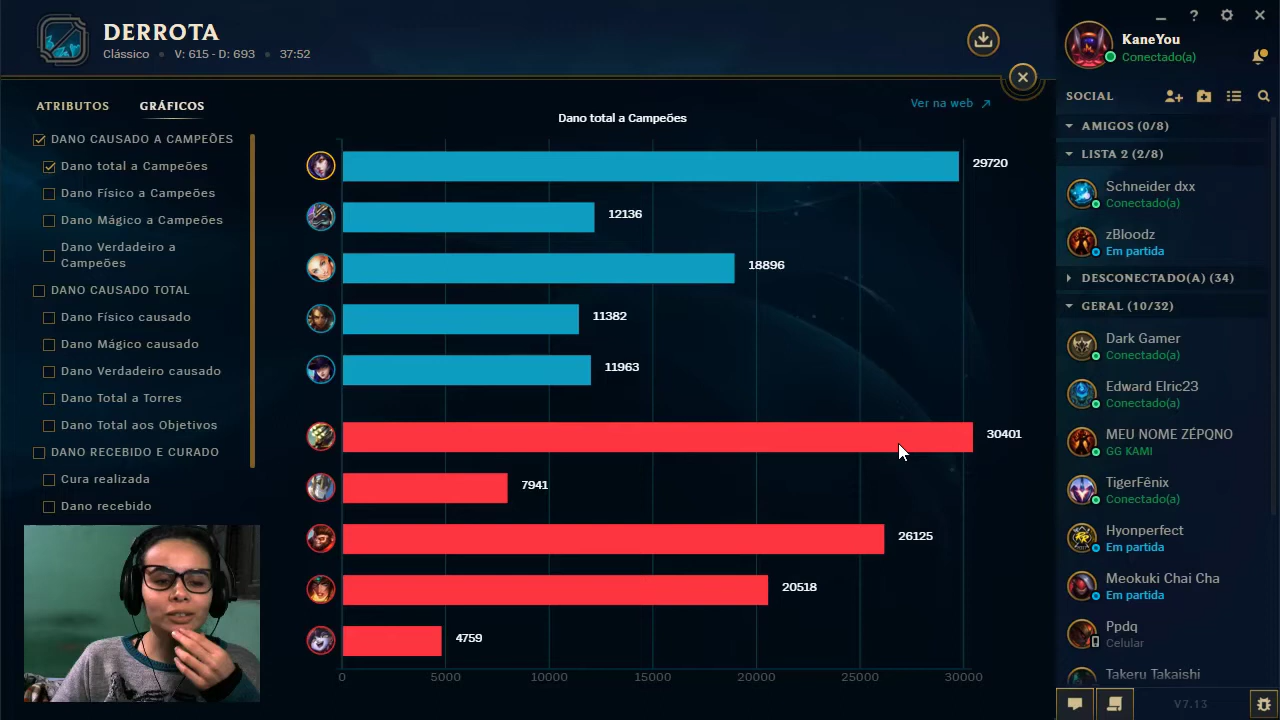 DERROTA
Clássico • V: 615 - D: 693 • 37:52
ATRIBUTOS
GRÁFICOS
Ver na web
DANO CAUSADO A CAMPEÕES
Dano total a Campeões
Dano Físico a Campeões
Dano Mágico a Campeões
Dano Verdadeiro a
Campeões
DANO CAUSADO TOTAL
Dano Físico causado
Dano Mágico causado
Dano Verdadeiro causado
Dano Total a Torres
Dano Total aos Objetivos
DANO RECEBIDO E CURADO
Cura realizada
Dano recebido
Dano total a Campeões
29720
12136
18896
11382
11963
30401
7941
26125
20518
4759
0 5000 10000 15000 20000 25000 30000
?
KaneYou
Conectado(a)
SOCIAL
AMIGOS (0/8)
LISTA 2 (2/8)
Schneider dxx
Conectado(a)
zBloodz
Em partida
DESCONECTADO(A) (34)
GERAL (10/32)
Dark Gamer
Conectado(a)
Edward Elric23
Conectado(a)
MEU NOME ZÉPQNO
GG KAMI
TigerFênix
Conectado(a)
Hyonperfect
Em partida
Meokuki Chai Cha
Em partida
Ppdq
Celular
Takeru Takaishi
V7.13